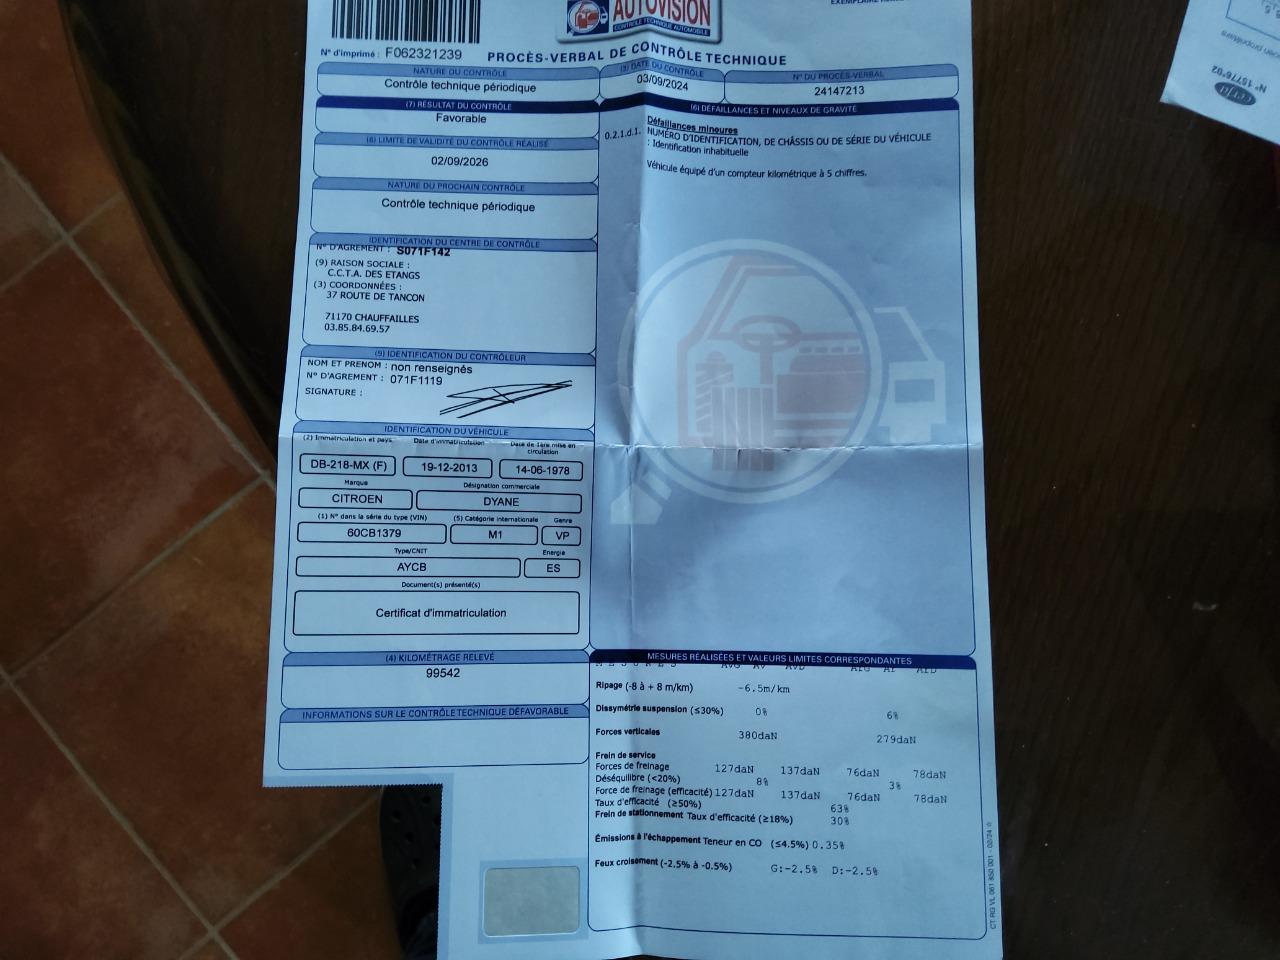 AUTOVISION
CONTROLE TECHNIQUE AUTOMOBILE
N° d'imprimé : F062321239
PROCÈS-VERBAL DE CONTRÔLE TECHNIQUE
NATURE DU CONTRÔLE
Contrôle technique périodique
(3) DATE DU CONTRÔLE
03/09/2024
N° DU PROCÈS-VERBAL
24147213
(7) RÉSULTAT DU CONTRÔLE
Favorable
(8) LIMITE DE VALIDITÉ DU CONTRÔLE RÉALISÉ
02/09/2026
NATURE DU PROCHAIN CONTRÔLE
Contrôle technique périodique
IDENTIFICATION DU CENTRE DE CONTRÔLE
N° D'AGREMENT : S071F142
(9) RAISON SOCIALE :
C.C.T.A. DES ETANGS
(3) COORDONNÉES :
37 ROUTE DE TANCON
71170 CHAUFFAILLES
03.85.84.69.57
(9) IDENTIFICATION DU CONTRÔLEUR
NOM ET PRENOM : non renseignés
N° D'AGREMENT : 071F1119
SIGNATURE :
IDENTIFICATION DU VÉHICULE
(2) Immatriculation et pays
Date d'immatriculation
Date de 1ère mise en circulation
DB-218-MX (F)
19-12-2013
14-06-1978
Marque
Désignation commerciale
CITROEN
DYANE
(1) N° dans la série du type (VIN)
(5) Catégorie internationale
Genre
60CB1379
M1
VP
Type/CNIT
Energie
AYCB
ES
Document(s) présenté(s)
Certificat d'immatriculation
(4) KILOMÉTRAGE RELEVÉ
99542
INFORMATIONS SUR LE CONTRÔLE TECHNIQUE DÉFAVORABLE
(6) DÉFAILLANCES ET NIVEAUX DE GRAVITÉ
Défaillances mineures
0.2.1.d.1. NUMÉRO D'IDENTIFICATION, DE CHÂSSIS OU DE SÉRIE DU VÉHICULE
: Identification inhabituelle
Véhicule équipé d'un compteur kilométrique à 5 chiffres.
MESURES RÉALISÉES ET VALEURS LIMITES CORRESPONDANTES
Ripage (-8 à + 8 m/km) -6.5m/km
Dissymétrie suspension (≤30%) 0% 6%
Forces verticales 380daN 279daN
Frein de service
Forces de freinage 127daN 137daN 76daN 78daN
Déséquilibre (<20%) 8% 3%
Force de freinage (efficacité) 127daN 137daN 76daN 78daN
Taux d'efficacité (≥50%) 63%
Frein de stationnement Taux d'efficacité (≥18%) 30%
Émissions à l'échappement Teneur en CO (≤4.5%) 0.35%
Feux croisement (-2.5% à -0.5%) G:-2.5% D:-2.5%
N° 15776*02
cerfa